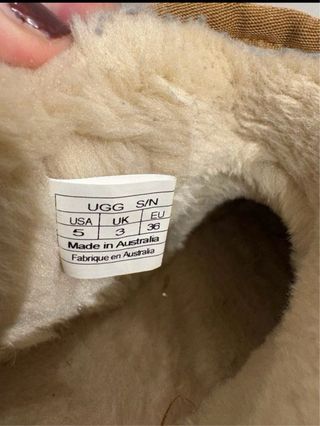 UGG S/N
USA UK EU
5 3 36
Made in Australia
Fabrique en Australia